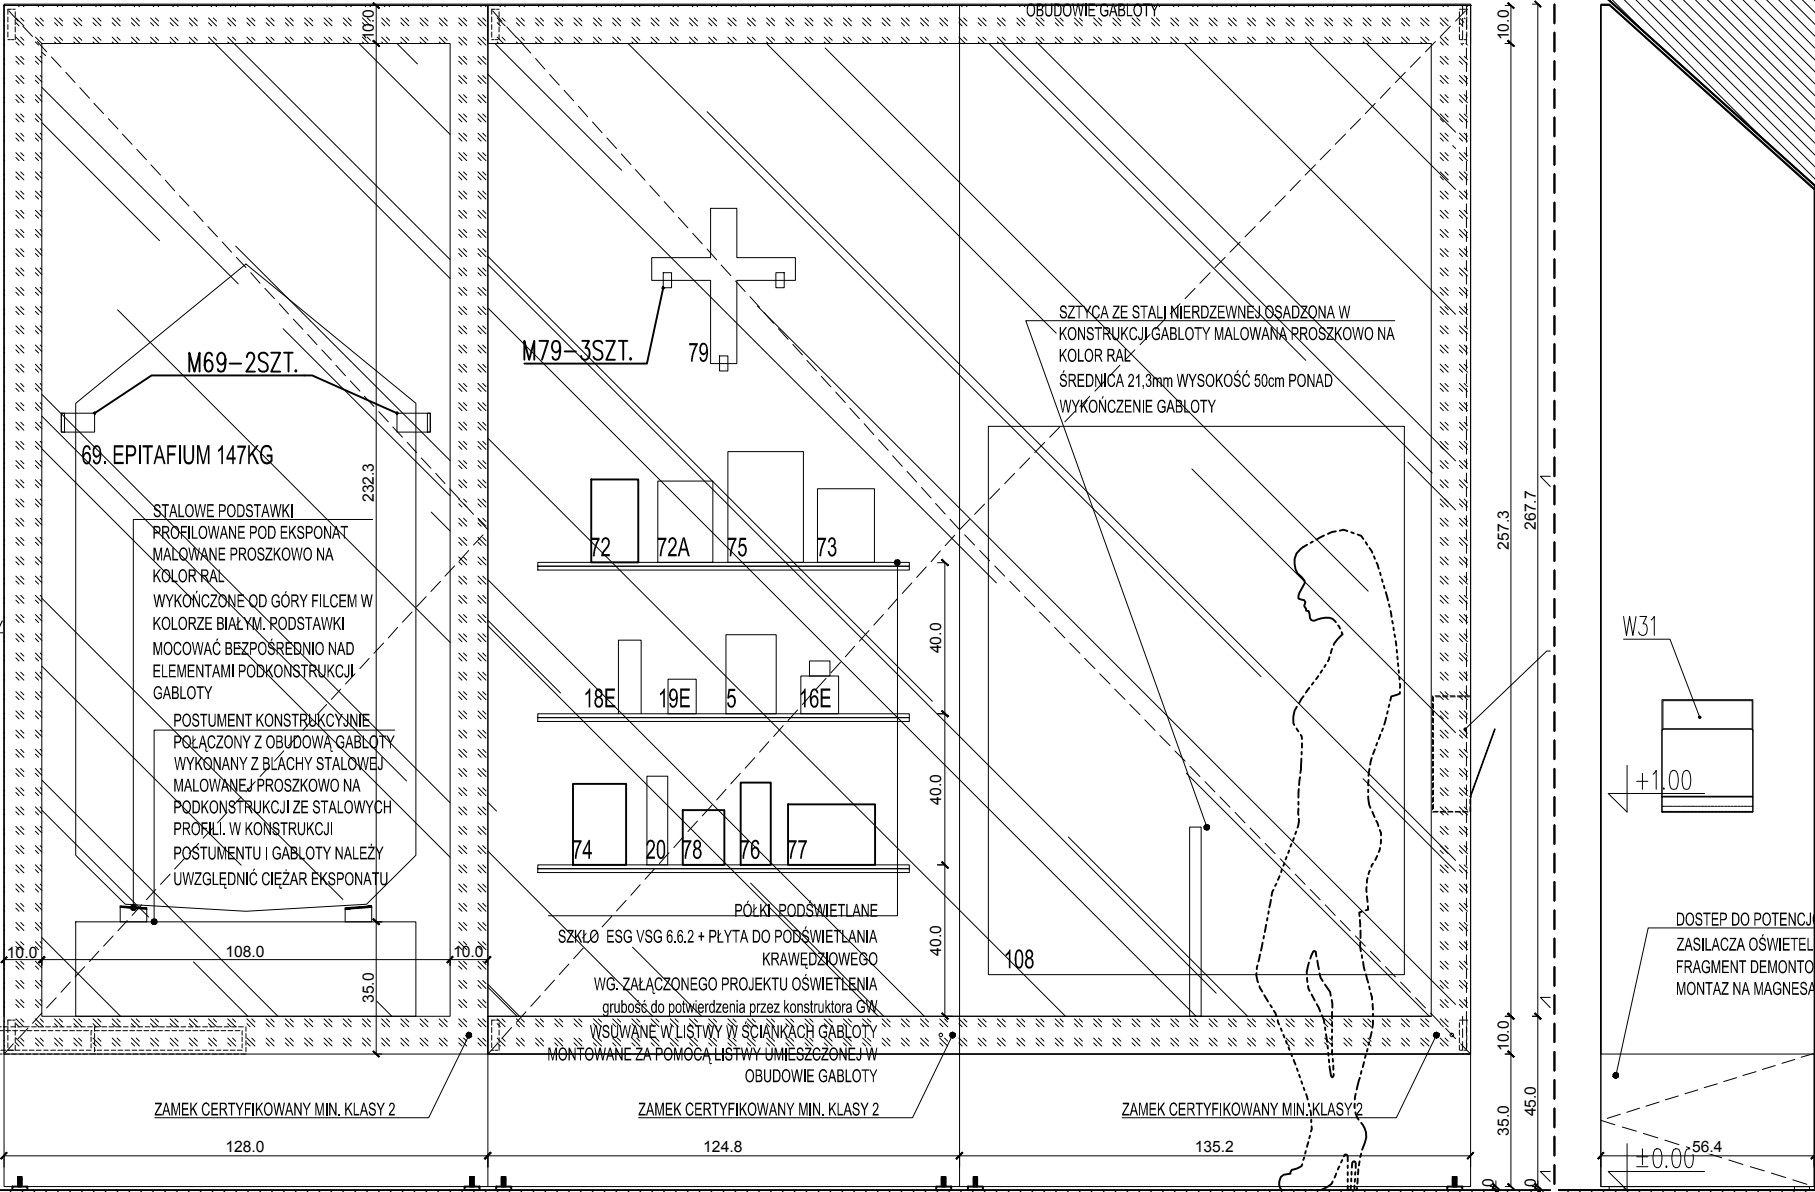 OBUDOWIE GABLOTY
10.0
10.0
M69-2SZT.
69. EPITAFIUM 147KG
232.3
STALOWE PODSTAWKI
PROFILOWANE POD EKSPONAT
MALOWANE PROSZKOWO NA
KOLOR RAL
WYKOŃCZONE OD GÓRY FILCEM W
KOLORZE BIAŁYM. PODSTAWKI
MOCOWAĆ BEZPOŚREDNIO NAD
ELEMENTAMI PODKONSTRUKCJI
GABLOTY
POSTUMENT KONSTRUKCYJNIE
POŁĄCZONY Z OBUDOWĄ GABLOTY
WYKONANY Z BLACHY STALOWEJ
MALOWANEJ PROSZKOWO NA
PODKONSTRUKCJI ZE STALOWYCH
PROFILI. W KONSTRUKCJI
POSTUMENTU I GABLOTY NALEŻY
UWZGLĘDNIĆ CIĘŻAR EKSPONATU
10.0
108.0
10.0
35.0
M79-3SZT.
79
72
72A
75
73
40.0
18E
19E
5
16E
40.0
74
20
78
76
77
40.0
PÓŁKI PODŚWIETLANE
SZKŁO ESG VSG 6.6.2 + PŁYTA DO PODŚWIETLANIA
KRAWĘDZIOWEGO
WG. ZAŁĄCZONEGO PROJEKTU OŚWIETLENIA
grubość do potwierdzenia przez konstruktora GW
WSUWANE W LISTWY W ŚCIANKACH GABLOTY
MONTOWANE ZA POMOCĄ LISTWY UMIESZCZONEJ W
OBUDOWIE GABLOTY
SZTYCA ZE STALI NIERDZEWNEJ OSADZONA W
KONSTRUKCJI GABLOTY MALOWANA PROSZKOWO NA
KOLOR RAL
ŚREDNICA 21,3mm WYSOKOŚĆ 50cm PONAD
WYKOŃCZENIE GABLOTY
108
257.3
267.7
10.0
35.0
45.0
0
0
ZAMEK CERTYFIKOWANY MIN. KLASY 2
ZAMEK CERTYFIKOWANY MIN. KLASY 2
ZAMEK CERTYFIKOWANY MIN. KLASY 2
128.0
124.8
135.2
W31
+1.00
DOSTEP DO POTENCJO
ZASILACZA OŚWIETEL
FRAGMENT DEMONTO
MONTAZ NA MAGNESA
56.4
±0.00